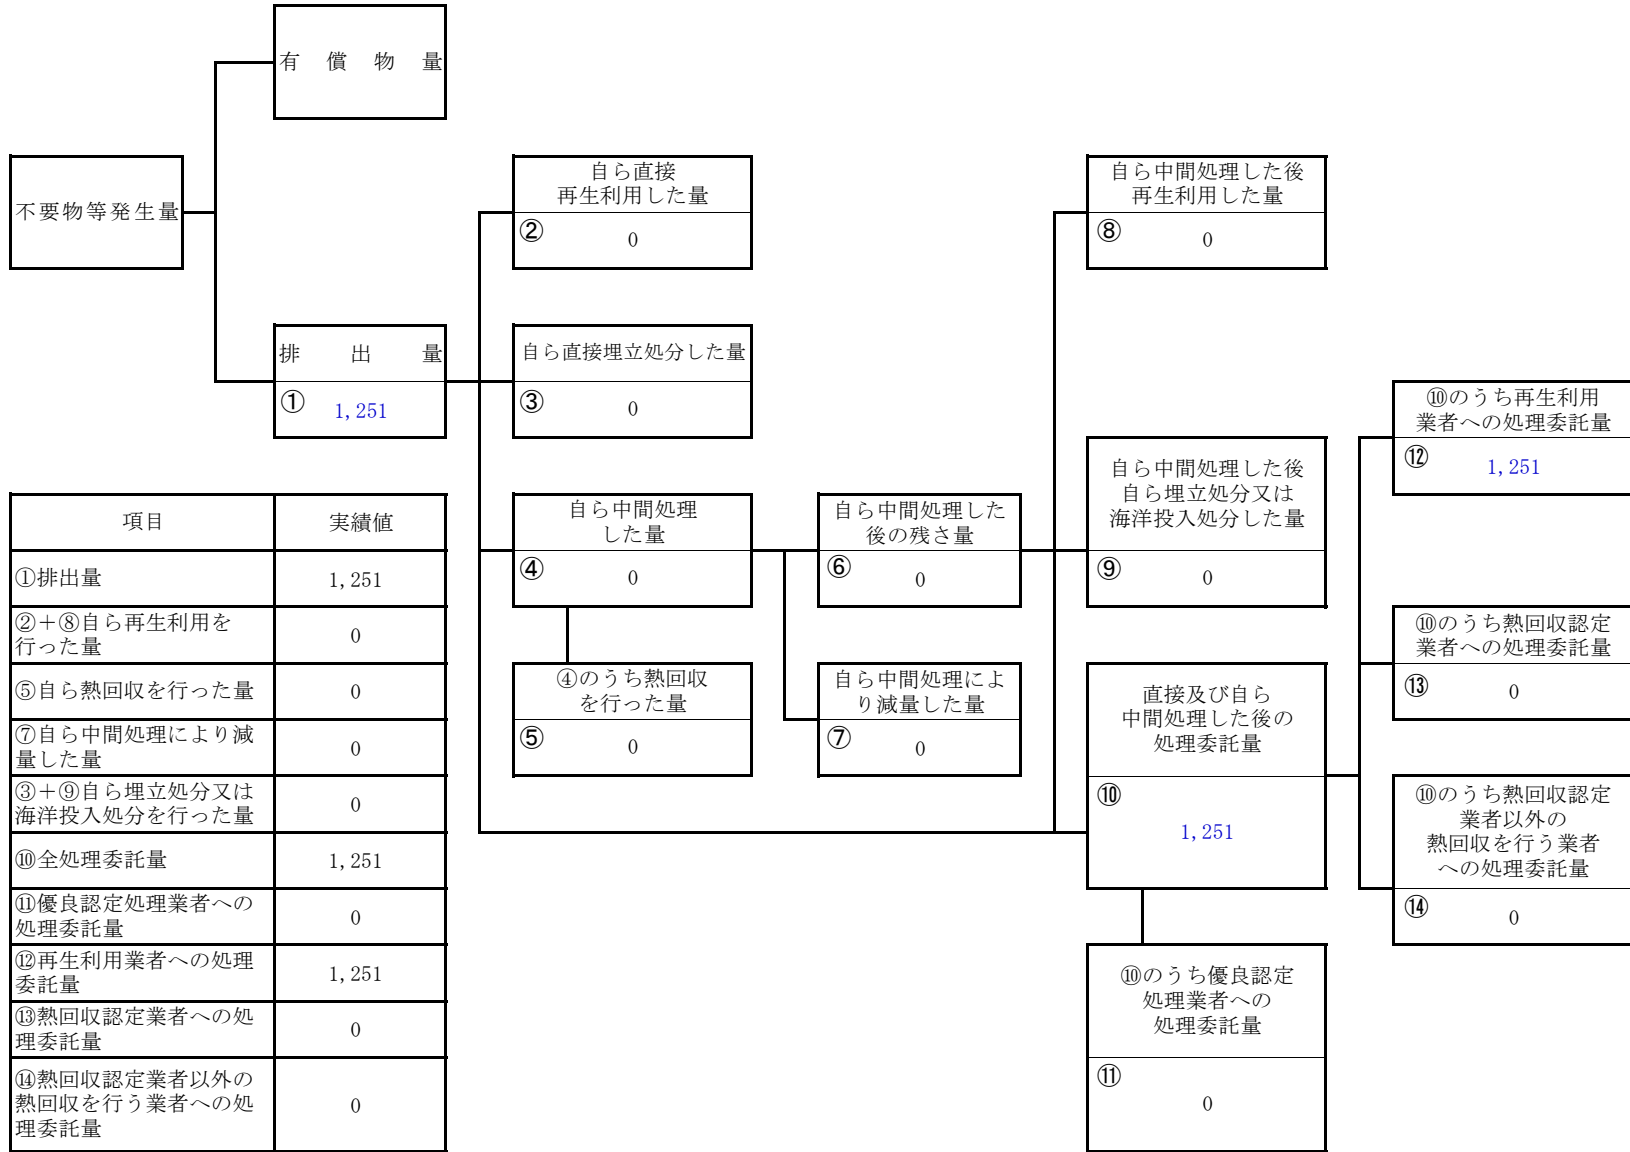 有償物量
不要物等発生量
排出量
① 1,251
自ら直接
再生利用した量
② 0
自ら直接埋立処分した量
③ 0
自ら中間処理
した量
④ 0
④のうち熱回収
を行った量
⑤ 0
自ら中間処理した
後の残さ量
⑥ 0
自ら中間処理によ
り減量した量
⑦ 0
自ら中間処理した後
再生利用した量
⑧ 0
自ら中間処理した後
自ら埋立処分又は
海洋投入処分した量
⑨ 0
直接及び自ら
中間処理した後の
処理委託量
⑩
1,251
⑩のうち優良認定
処理業者への
処理委託量
⑪
0
⑩のうち再生利用
業者への処理委託量
⑫ 1,251
⑩のうち熱回収認定
業者への処理委託量
⑬ 0
⑩のうち熱回収認定
業者以外の
熱回収を行う業者
への処理委託量
⑭ 0
項目 実績値
①排出量 1,251
②＋⑧自ら再生利用を
行った量 0
⑤自ら熱回収を行った量 0
⑦自ら中間処理により減
量した量 0
③＋⑨自ら埋立処分又は
海洋投入処分を行った量 0
⑩全処理委託量 1,251
⑪優良認定処理業者への
処理委託量 0
⑫再生利用業者への処理
委託量 1,251
⑬熱回収認定業者への処
理委託量 0
⑭熱回収認定業者以外の
熱回収を行う業者への処
理委託量 0